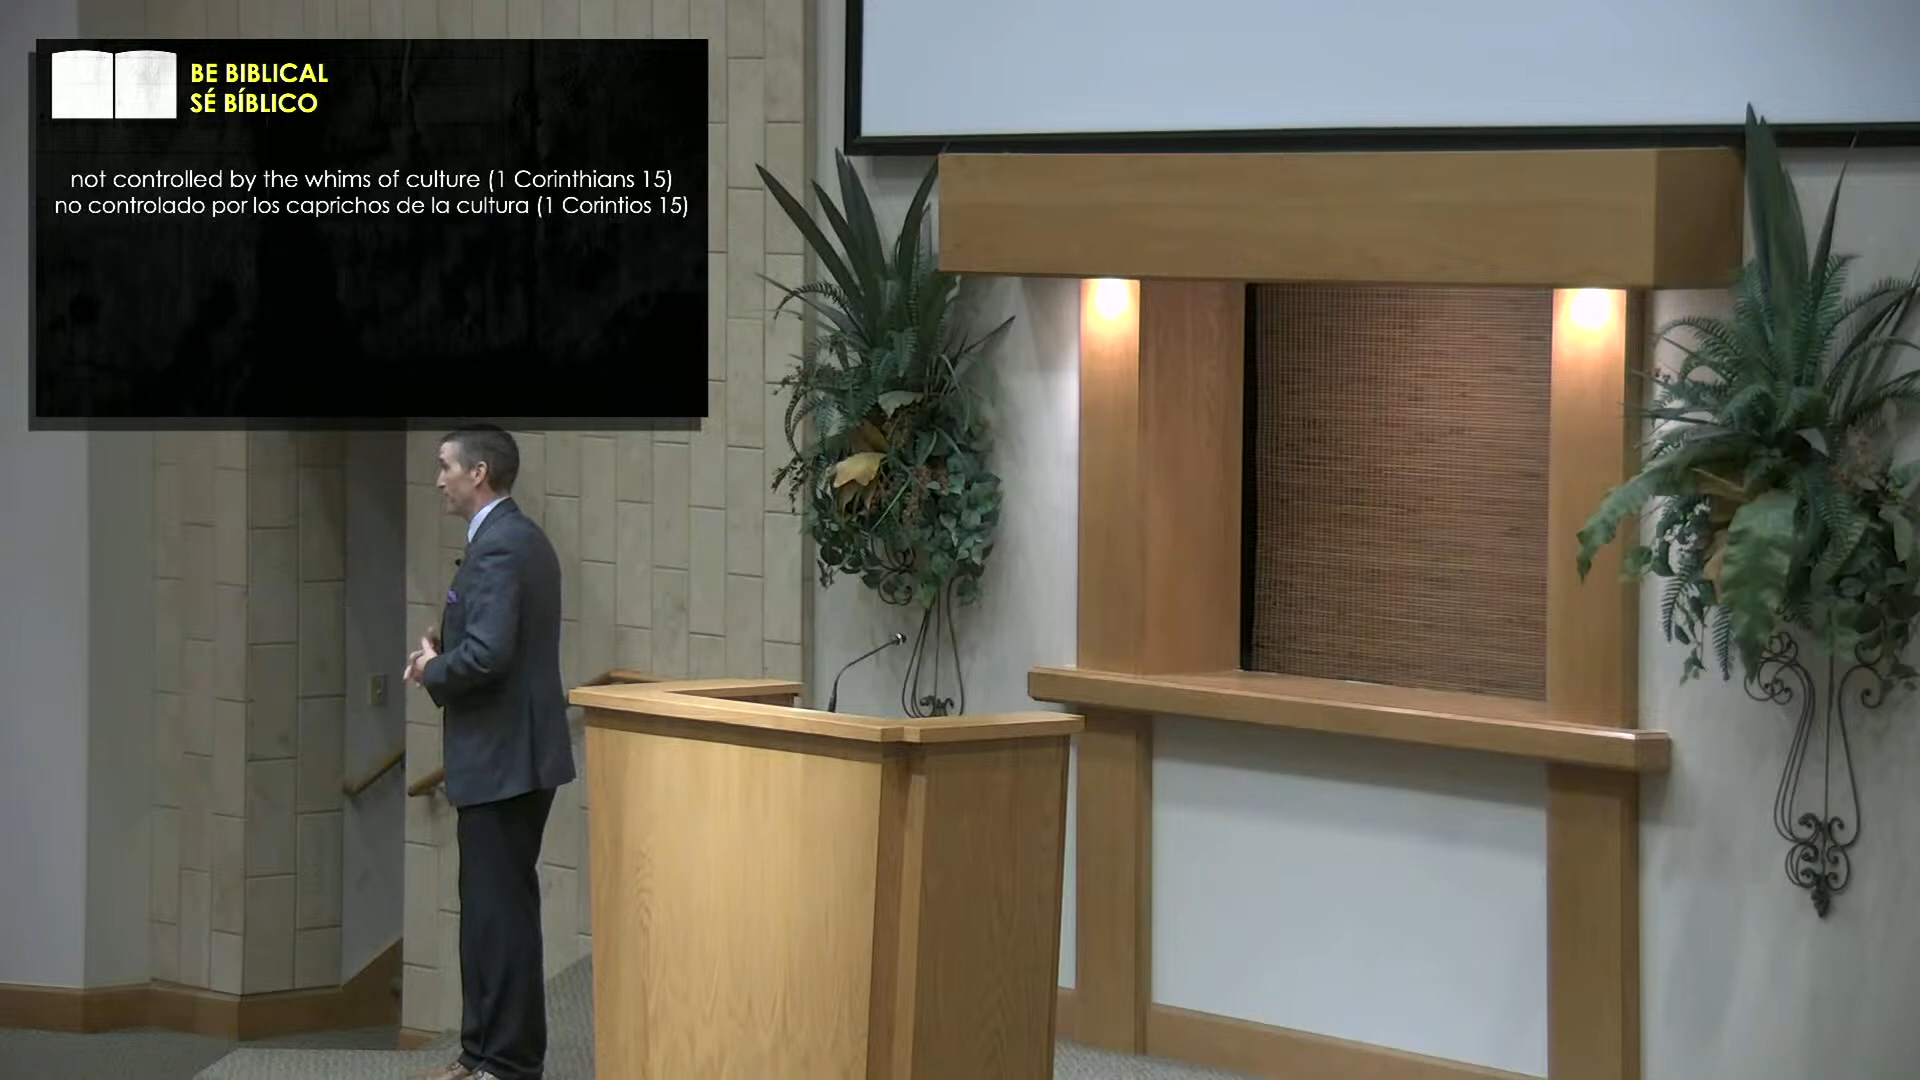 BE BIBLICAL
SÉ BÍBLICO
not controlled by the whims of culture (1 Corinthians 15)
no controlado por los caprichos de la cultura (1 Corintios 15)